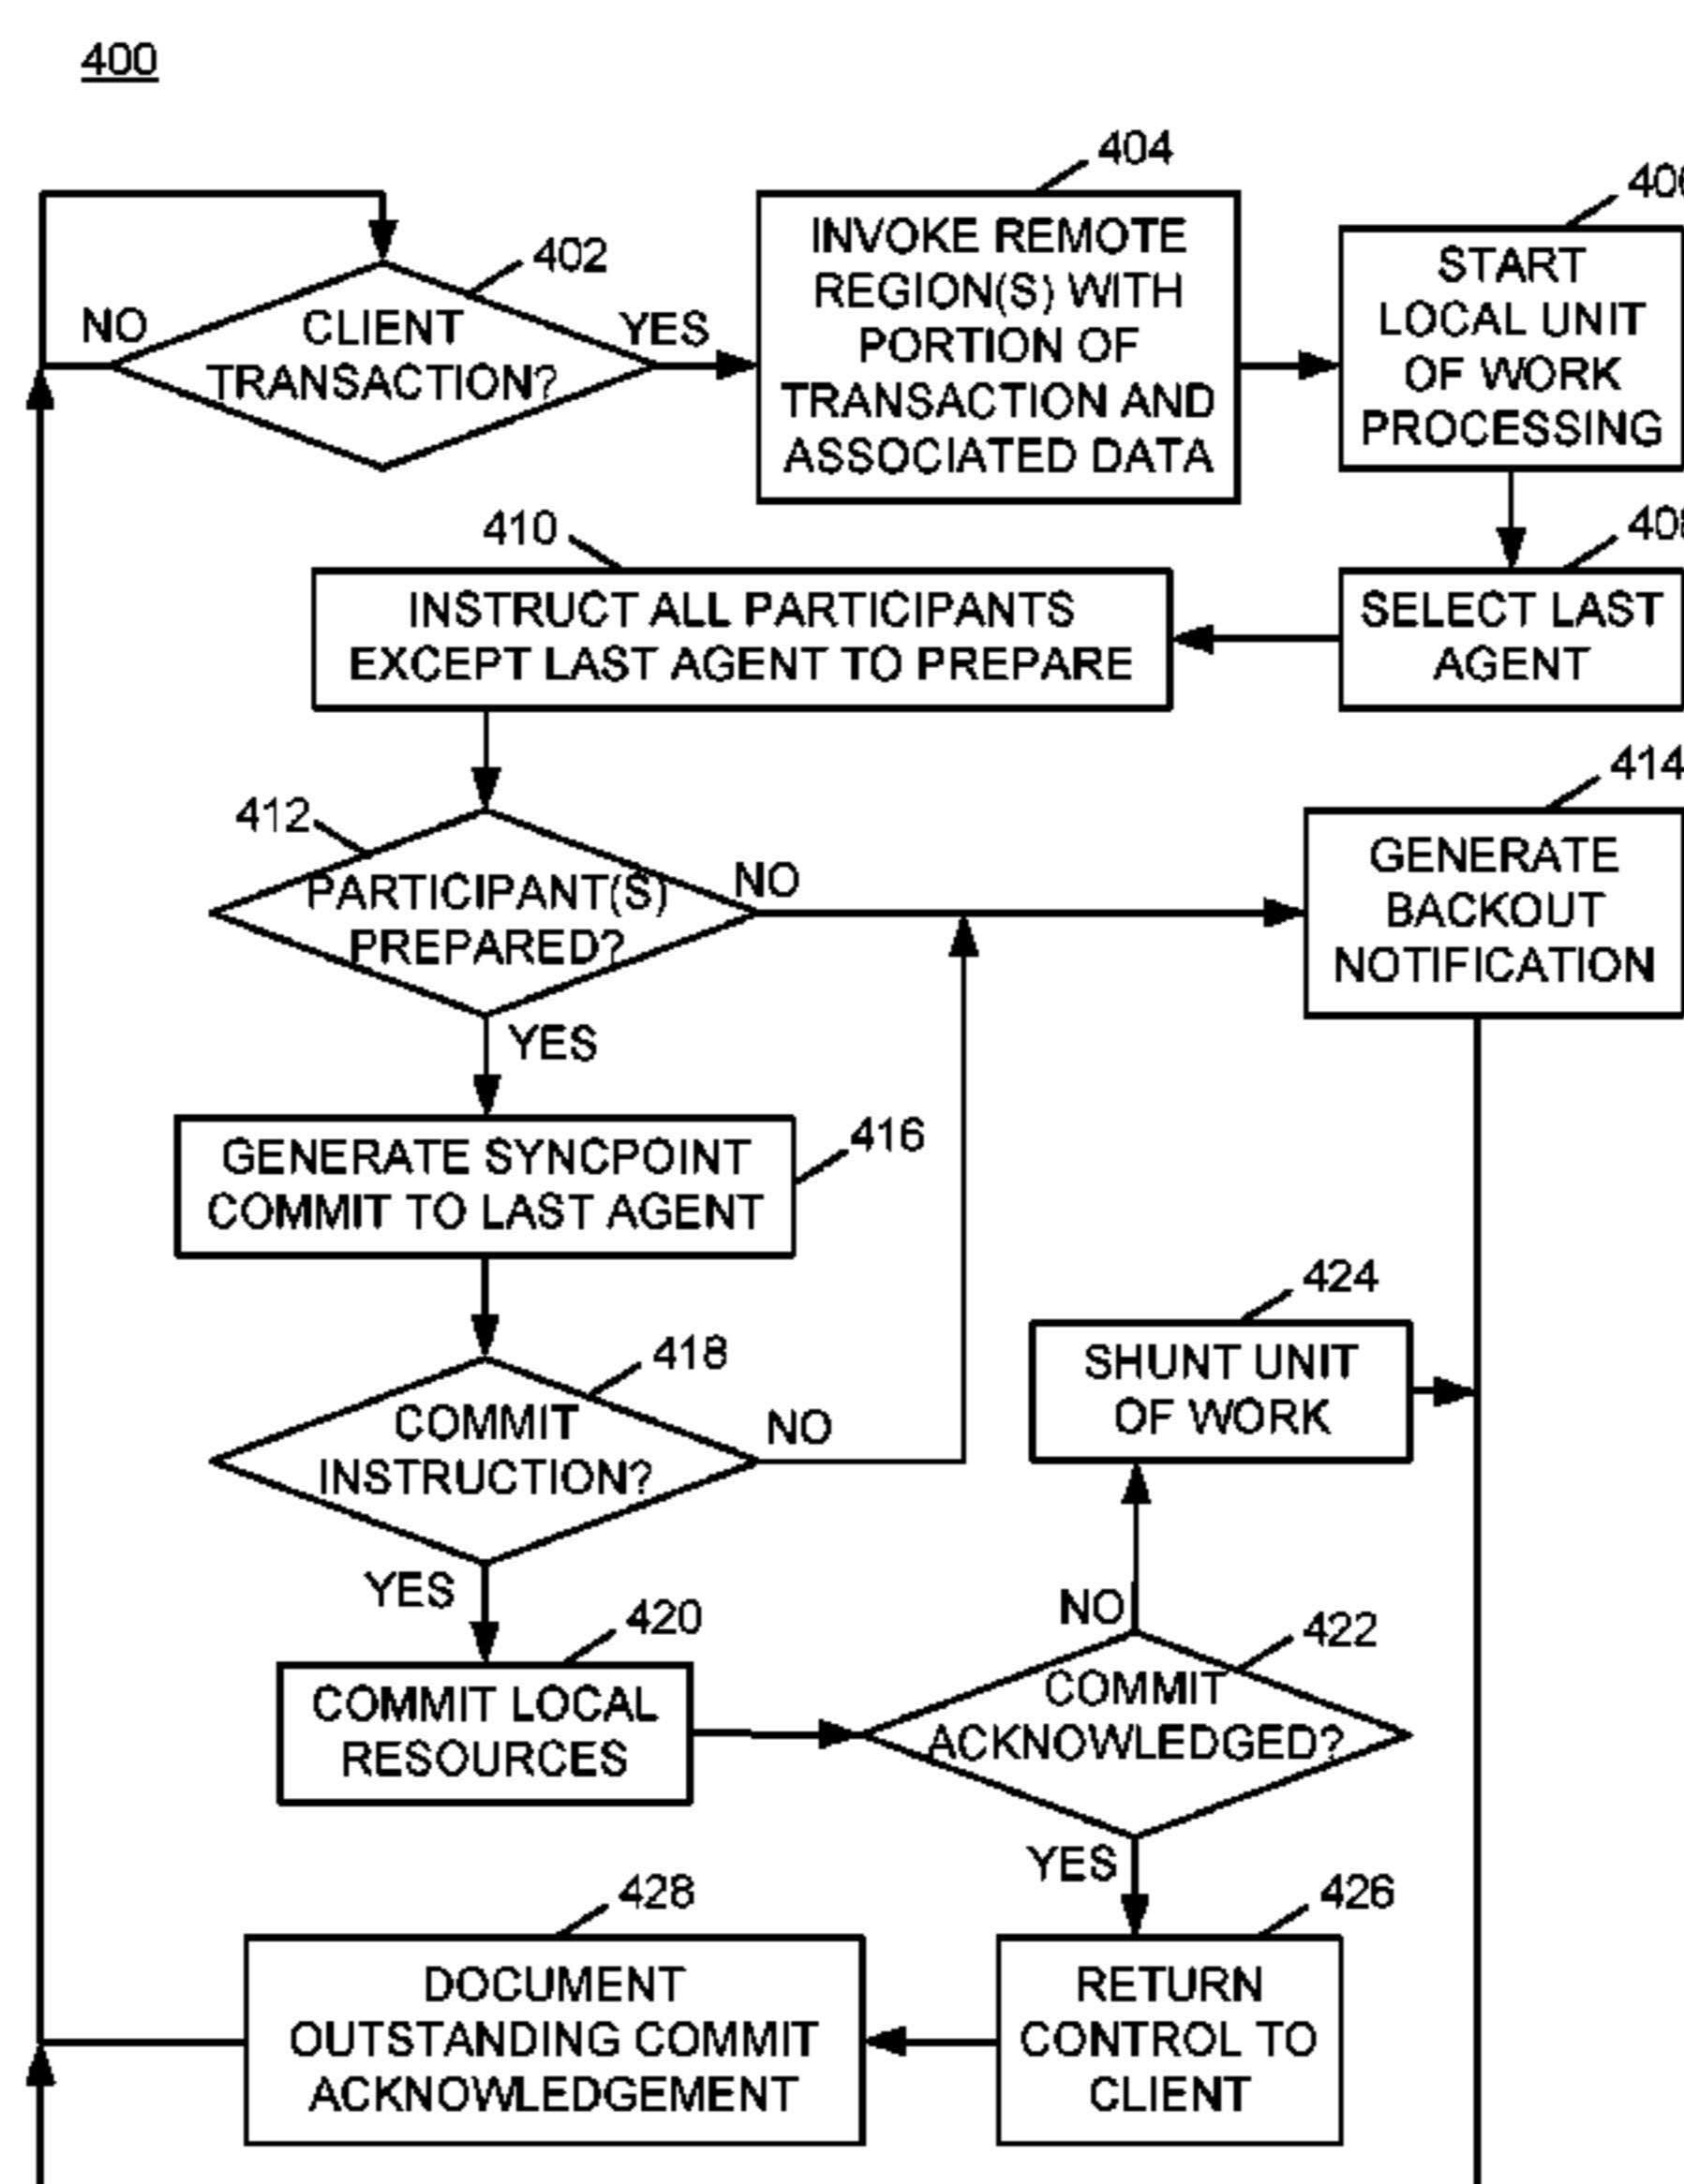 400
404
INVOKE REMOTE
REGION(S) WITH
PORTION OF
TRANSACTION AND
ASSOCIATED DATA
402
NO
CLIENT
TRANSACTION?
YES
START
LOCAL UNIT
OF WORK
PROCESSING
410
INSTRUCT ALL PARTICIPANTS
EXCEPT LAST AGENT TO PREPARE
SELECT LAST
AGENT
412
PARTICIPANT(S)
PREPARED?
NO
YES
414
GENERATE
BACKOUT
NOTIFICATION
416
GENERATE SYNCPOINT
COMMIT TO LAST AGENT
418
COMMIT
INSTRUCTION?
NO
YES
424
SHUNT UNIT
OF WORK
420
COMMIT LOCAL
RESOURCES
NO
422
COMMIT
ACKNOWLEDGED?
YES
428
DOCUMENT
OUTSTANDING COMMIT
ACKNOWLEDGEMENT
426
RETURN
CONTROL TO
CLIENT